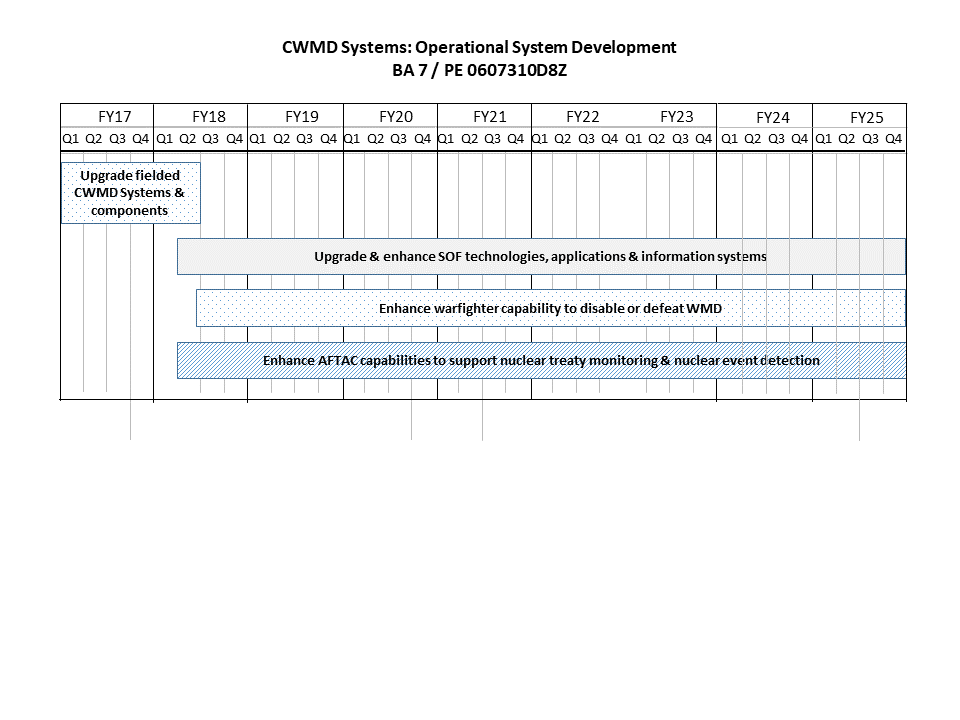 CWMD Systems: Operational System Development
BA 7 / PE 0607310D8Z
FY17 FY18 FY19 FY20 FY21 FY22 FY23 FY24 FY25
Q1 Q2 Q3 Q4 Q1 Q2 Q3 Q4 Q1 Q2 Q3 Q4 Q1 Q2 Q3 Q4 Q1 Q2 Q3 Q4 Q1 Q2 Q3 Q4 Q1 Q2 Q3 Q4 Q1 Q2 Q3 Q4 Q1 Q2 Q3 Q4
Upgrade fielded
CWMD Systems &
components
Upgrade & enhance SOF technologies, applications & information systems
Enhance warfighter capability to disable or defeat WMD
Enhance AFTAC capabilities to support nuclear treaty monitoring & nuclear event detection